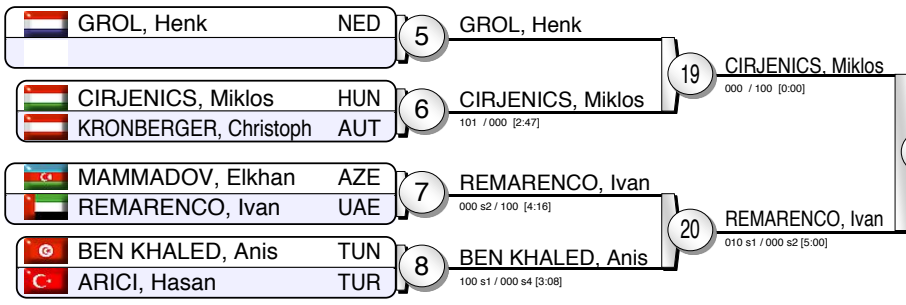 GROL, Henk NED
5
GROL, Henk
CIRJENICS, Miklos HUN
KRONBERGER, Christoph AUT
6
CIRJENICS, Miklos
101 / 000 [2:47]
19
CIRJENICS, Miklos
000 / 100 [0:00]
MAMMADOV, Elkhan AZE
REMARENCO, Ivan UAE
7
REMARENCO, Ivan
000 s2 / 100 [4:16]
BEN KHALED, Anis TUN
ARICI, Hasan TUR
8
BEN KHALED, Anis
100 s1 / 000 s4 [3:08]
20
REMARENCO, Ivan
010 s1 / 000 s2 [5:00]